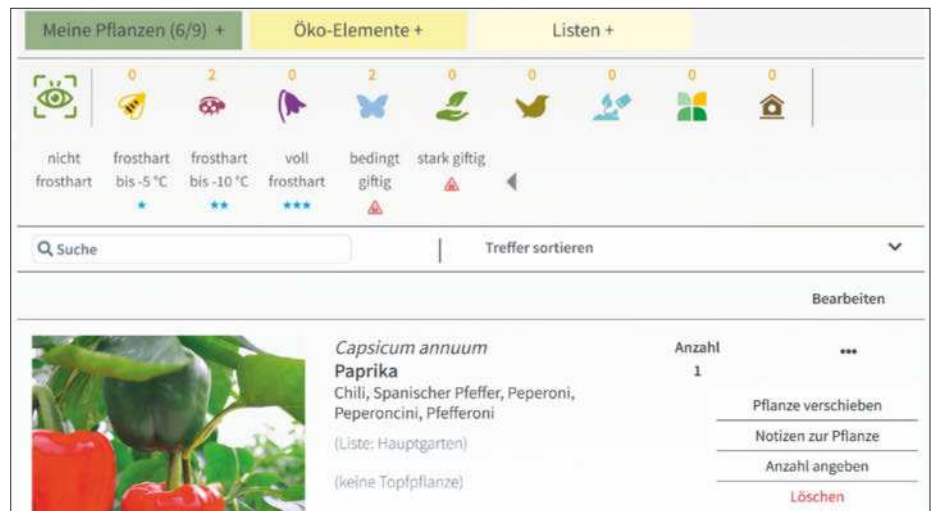 Meine Pflanzen (6/9) + Öko-Elemente + Listen +
0 2 0 2 0 0 0 0 0
nicht frosthart frosthart voll bedingt stark giftig
frosthart bis -5 °C bis -10 °C frosthart giftig
★ ★★ ★★★
Suche | Treffer sortieren
Bearbeiten
Capsicum annuum Anzahl •••
Paprika 1
Chili, Spanischer Pfeffer, Peperoni,
Peperoncini, Pfefferoni
(Liste: Hauptgarten)
(keine Topfpflanze)
Pflanze verschieben
Notizen zur Pflanze
Anzahl angeben
Löschen